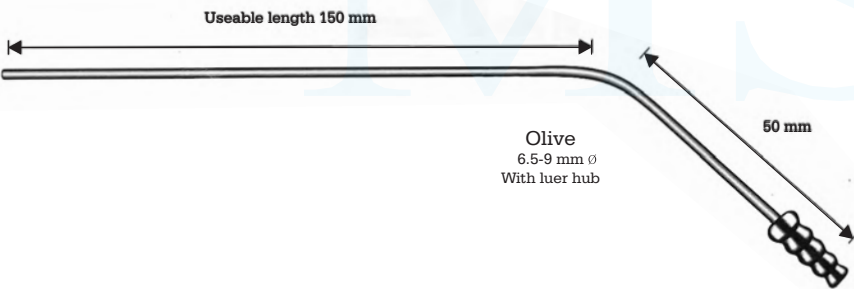 Useable length 150 mm
50 mm
Olive
6.5-9 mm Ø
With luer hub